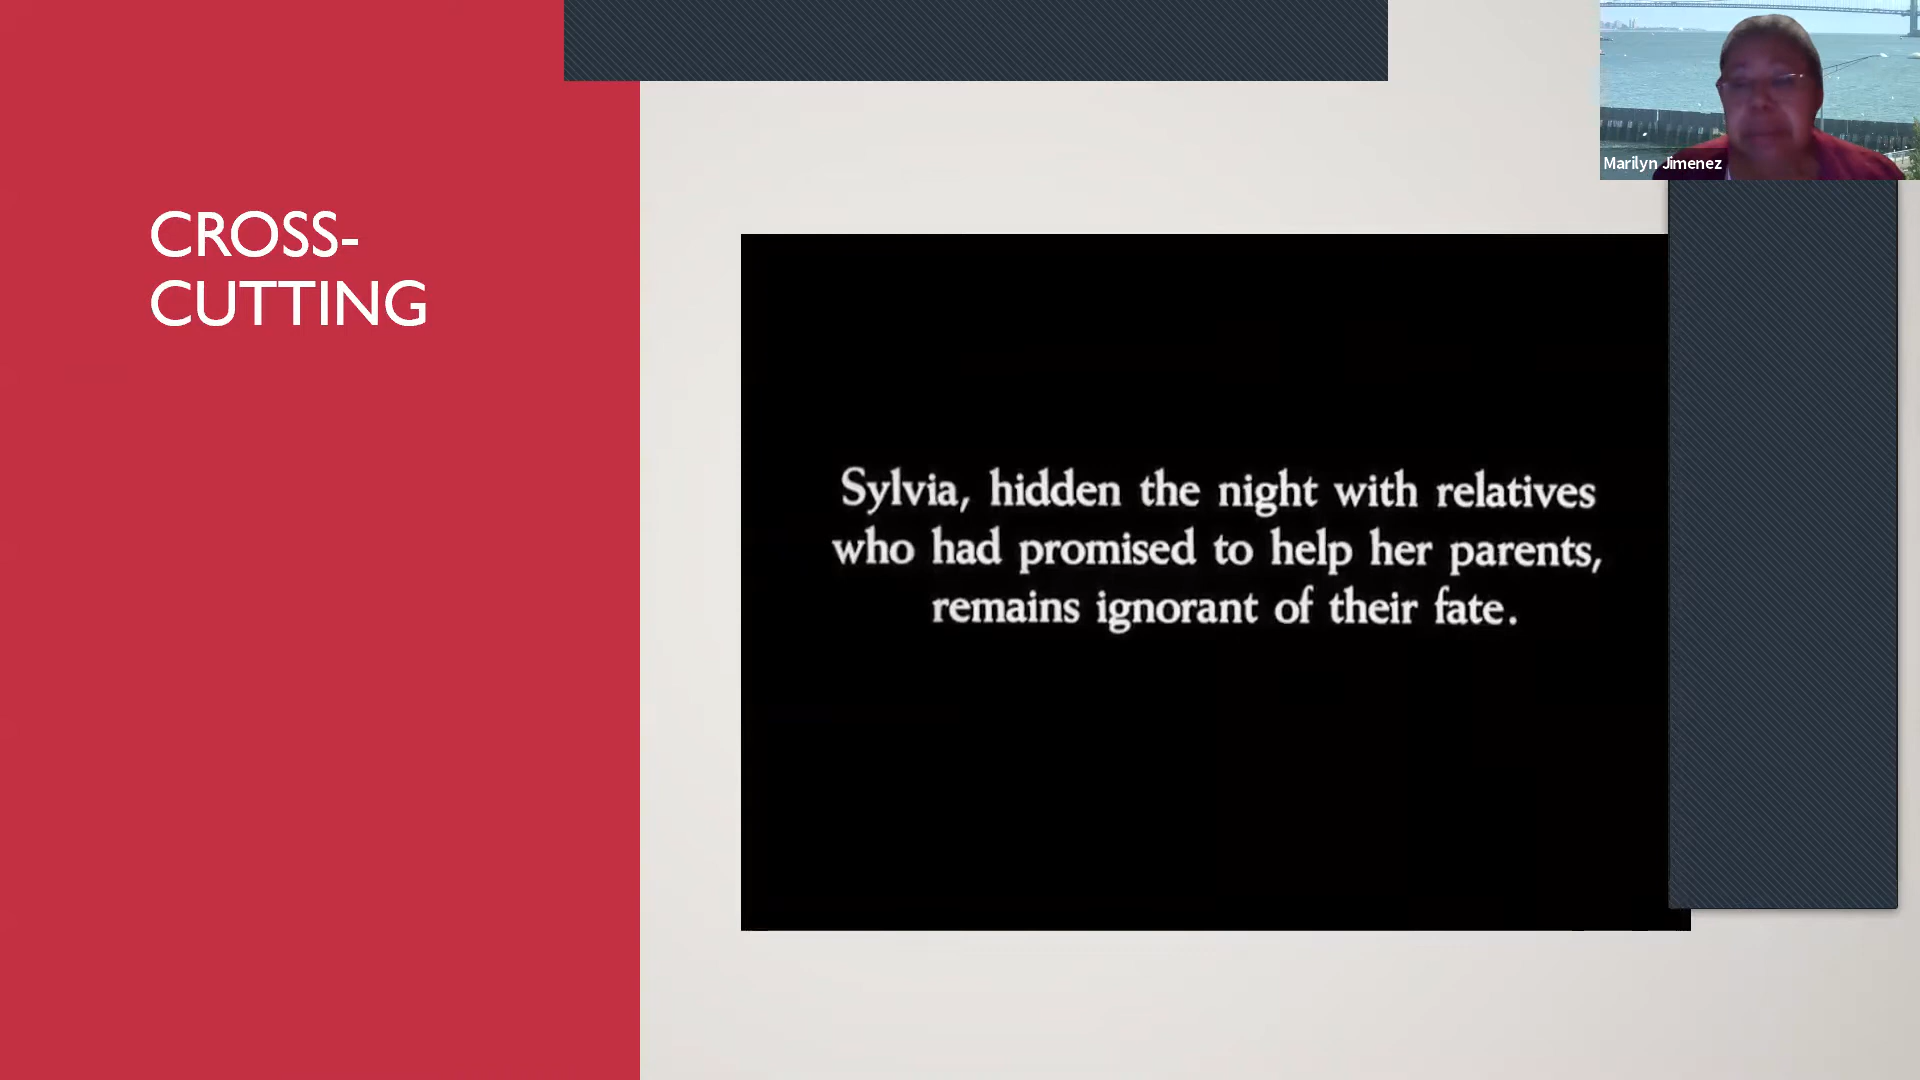 CROSS-
CUTTING
Sylvia, hidden the night with relatives
who had promised to help her parents,
remains ignorant of their fate.
Marilyn Jimenez